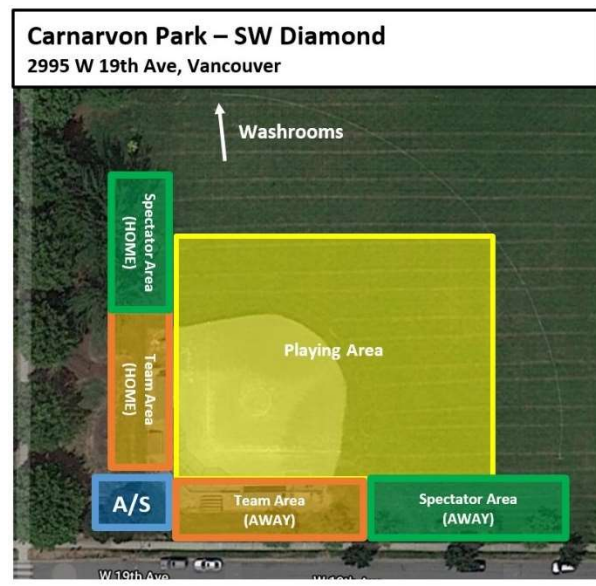 Carnarvon Park – SW Diamond
2995 W 19th Ave, Vancouver
Washrooms
Spectator Area
(HOME)
Team Area
(HOME)
Playing Area
A/S
Team Area
(AWAY)
Spectator Area
(AWAY)
W 19th Ave